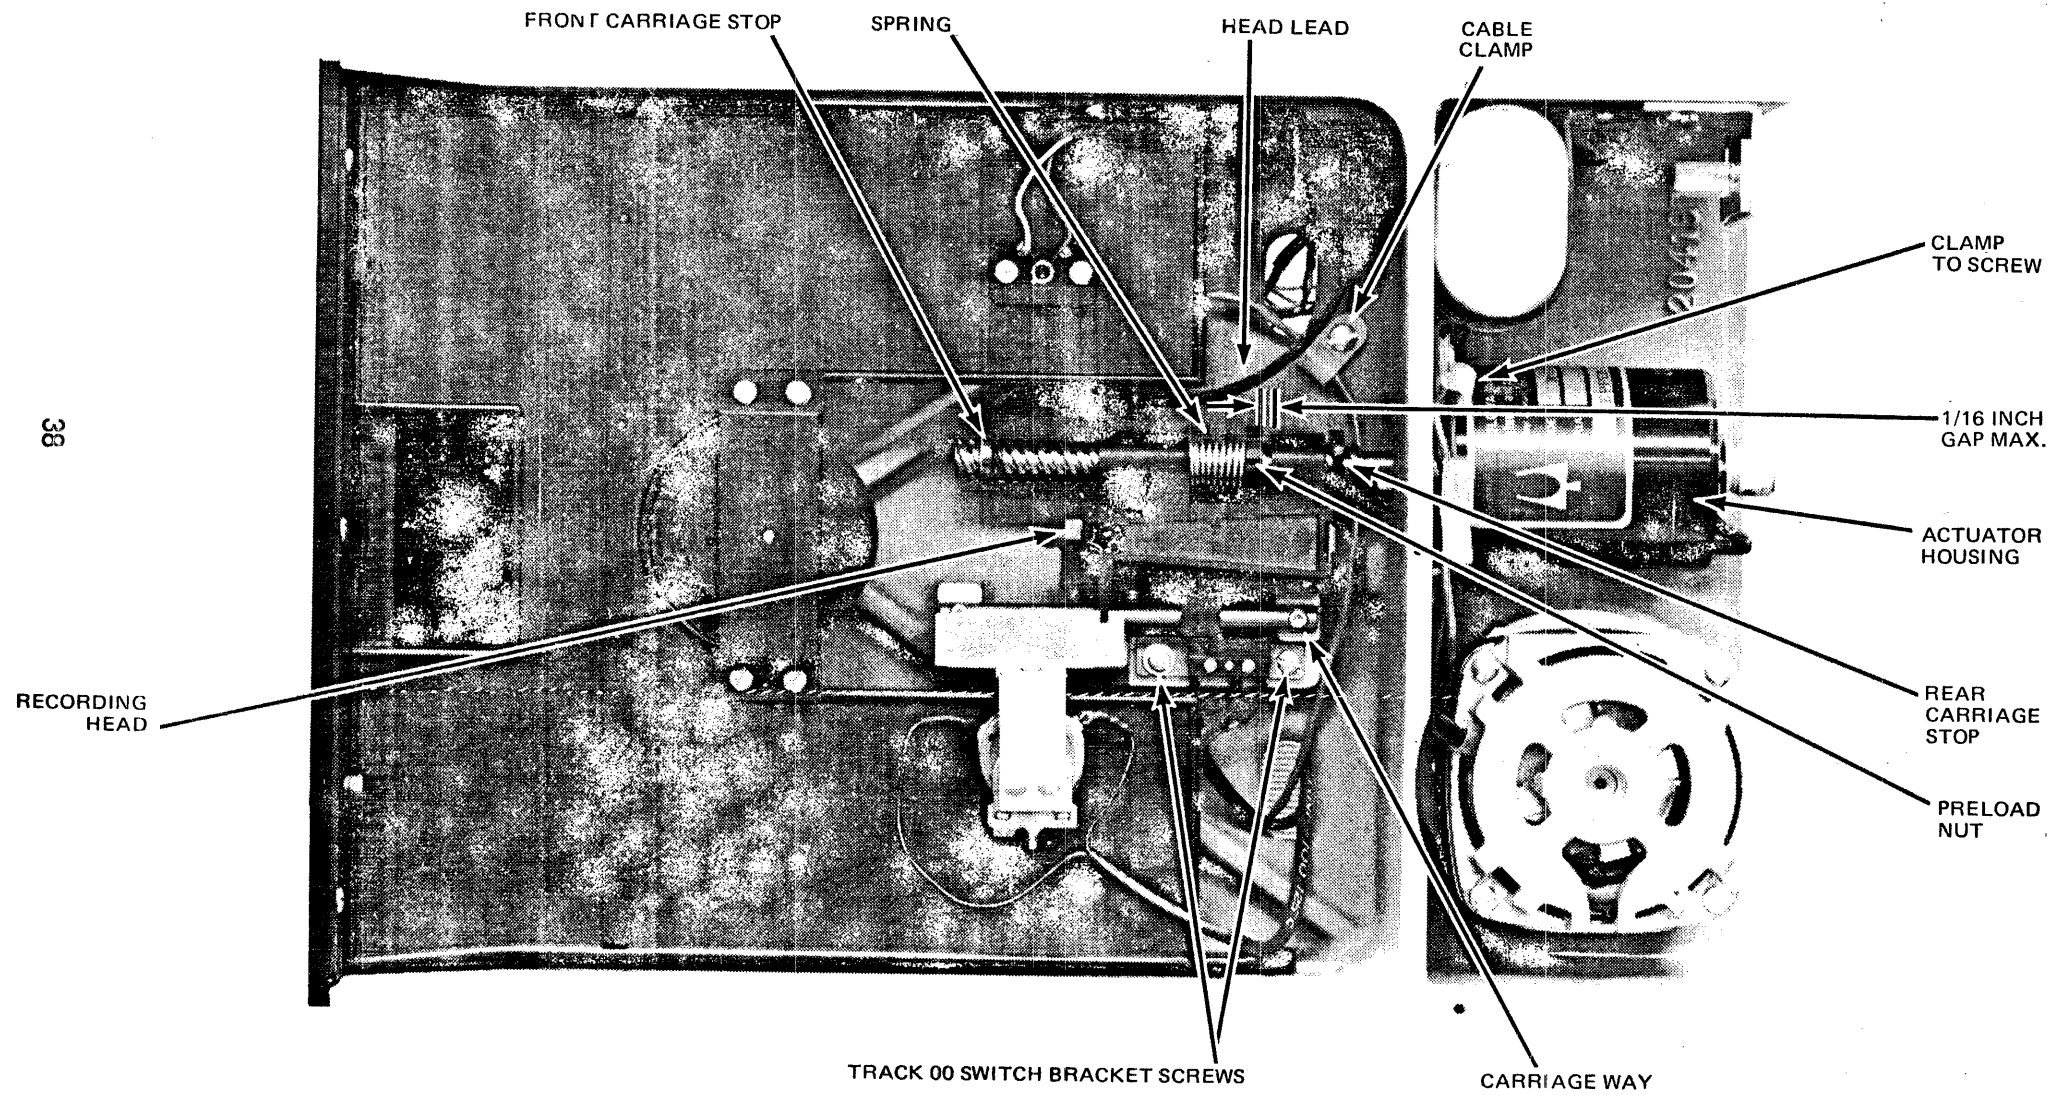 FRONT CARRIAGE STOP
SPRING
HEAD LEAD
CABLE
CLAMP
CLAMP
TO SCREW
1/16 INCH
GAP MAX.
ACTUATOR
HOUSING
REAR
CARRIAGE
STOP
PRELOAD
NUT
RECORDING
HEAD
TRACK 00 SWITCH BRACKET SCREWS
CARRIAGE WAY
38